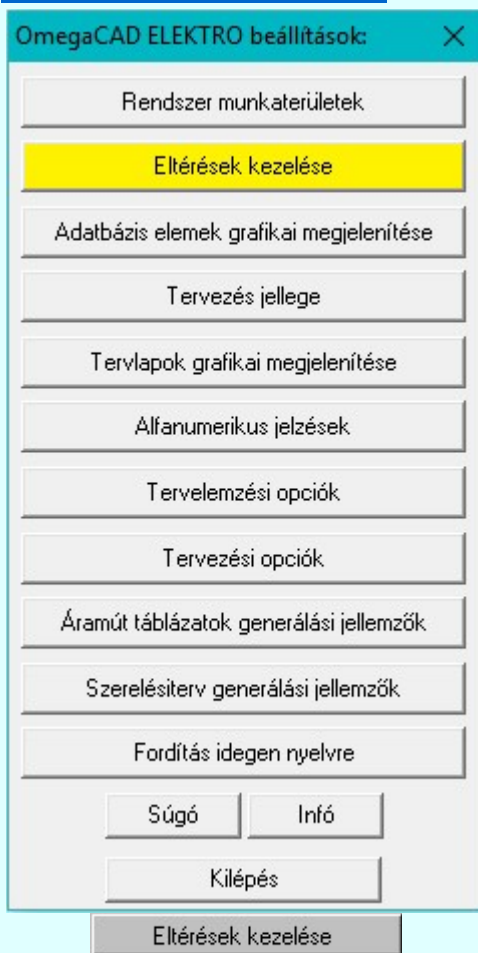 OmegaCAD ELEKTRO beállítások:
Rendszer munkaterületek
Eltérések kezelése
Adatbázis elemek grafikai megjelenítése
Tervezés jellege
Tervlapok grafikai megjelenítése
Alfanumerikus jelzések
Tervelemzési opciók
Tervezési opciók
Áramút táblázatok generálási jellemzők
Szerelésiterv generálási jellemzők
Fordítás idegen nyelvre
Súgó Infó
Kilépés
Eltérések kezelése